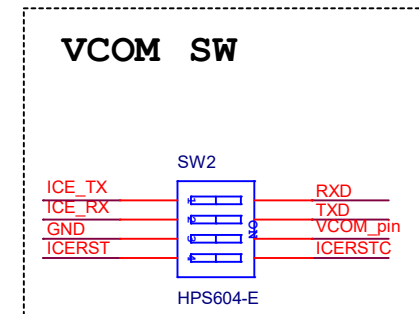 VCOM SW
SW2
ICE_TX RXD
ICE_RX TXD
GND VCOM_pin
ICERST ICERSTC
ON
HPS604-E